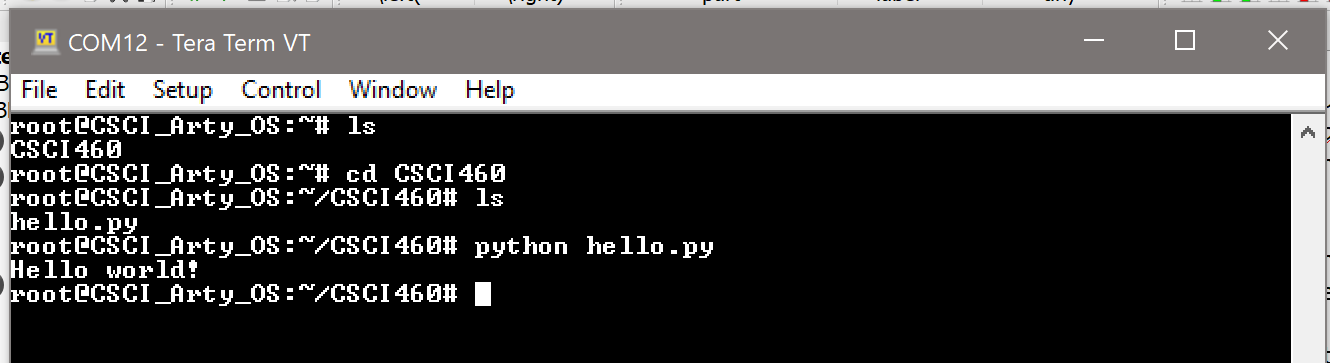 COM12 - Tera Term VT
File Edit Setup Control Window Help
root@CSCI_Arty_OS:~# ls
CSCI460
root@CSCI_Arty_OS:~# cd CSCI460
root@CSCI_Arty_OS:~/CSCI460# ls
hello.py
root@CSCI_Arty_OS:~/CSCI460# python hello.py
Hello world!
root@CSCI_Arty_OS:~/CSCI460#